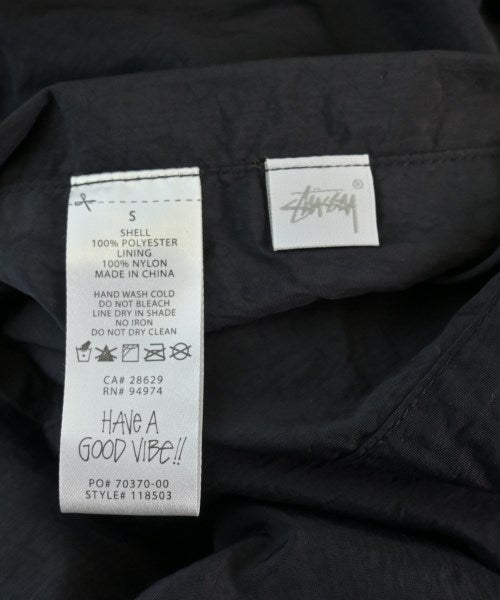 S
SHELL
100% POLYESTER
LINING
100% NYLON
MADE IN CHINA
HAND WASH COLD
DO NOT BLEACH
LINE DRY IN SHADE
NO IRON
DO NOT DRY CLEAN
CA# 28629
RN# 94974
HAVE A
GOOD VIBE!!
PO# 70370-00
STYLE# 118503
Stüssy ®